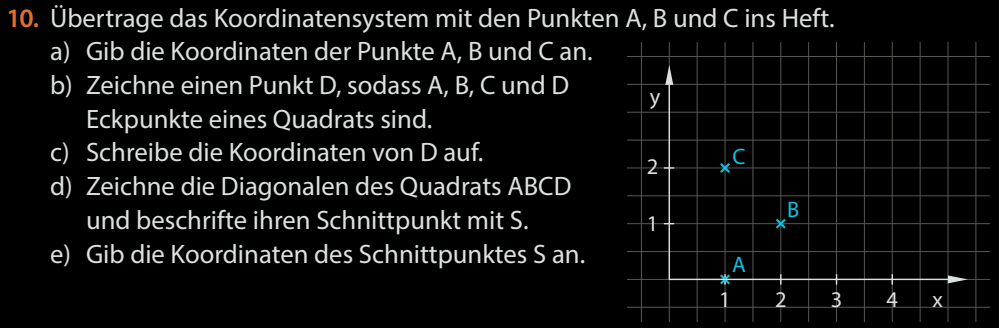 10. Übertrage das Koordinatensystem mit den Punkten A, B und C ins Heft.
a) Gib die Koordinaten der Punkte A, B und C an.
b) Zeichne einen Punkt D, sodass A, B, C und D
Eckpunkte eines Quadrats sind.
c) Schreibe die Koordinaten von D auf.
d) Zeichne die Diagonalen des Quadrats ABCD
und beschrifte ihren Schnittpunkt mit S.
e) Gib die Koordinaten des Schnittpunktes S an.
y
C
2
B
1
A
1 2 3 4 x